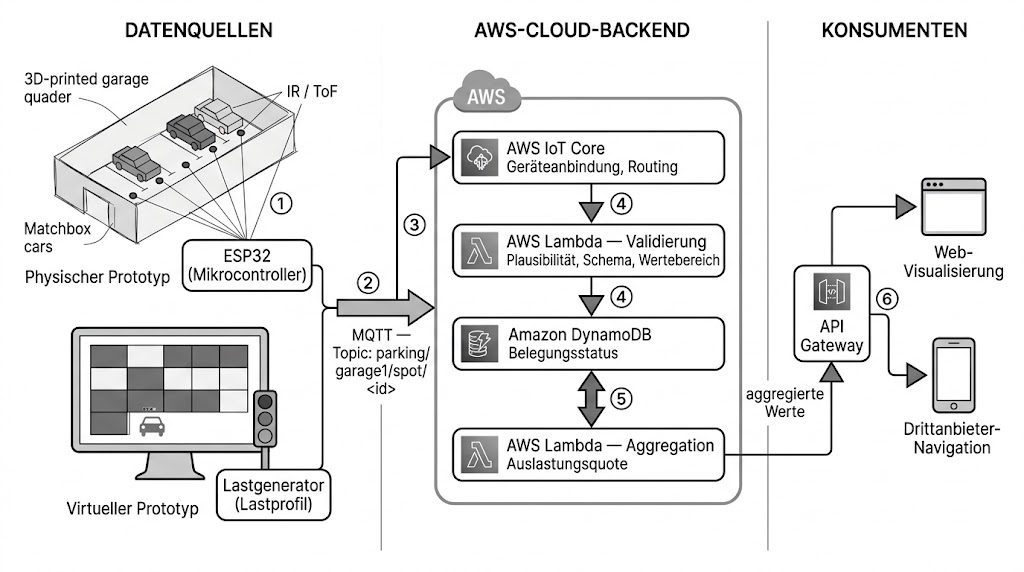 DATENQUELLEN
3D-printed garage
quader
IR / ToF
①
Matchbox
cars
ESP32
(Mikrocontroller)
Physischer Prototyp
②
MQTT —
Topic: parking/
garage1/spot/
<id>
Lastgenerator
(Lastprofil)
Virtueller Prototyp
AWS-CLOUD-BACKEND
AWS
③
AWS IoT Core
Geräteanbindung, Routing
④
AWS Lambda — Validierung
Plausibilität, Schema, Wertebereich
④
Amazon DynamoDB
Belegungsstatus
⑤
AWS Lambda — Aggregation
Auslastungsquote
KONSUMENTEN
aggregierte
Werte
API
Gateway
⑥
Web-
Visualisierung
Drittanbieter-
Navigation